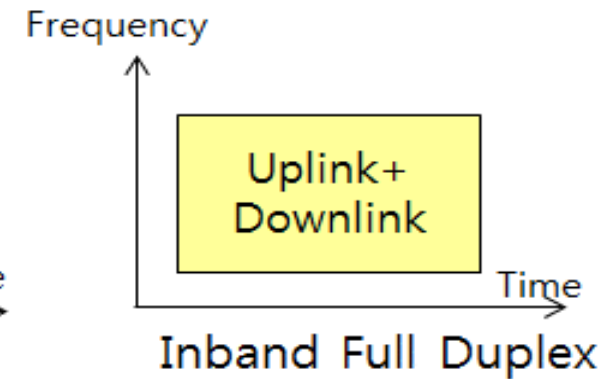 Frequency
Uplink+
Downlink
Time
Inband Full Duplex